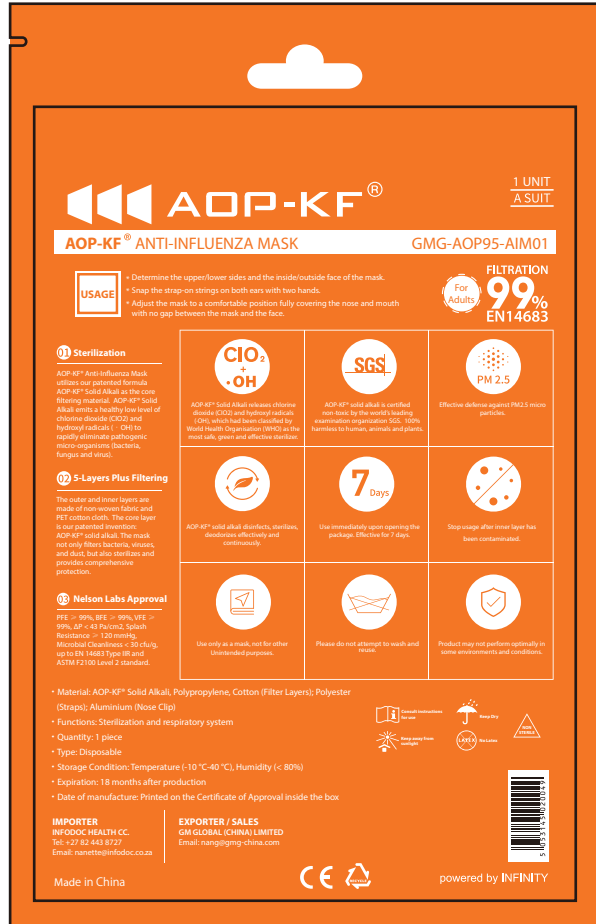 AOP-KF®
1 UNIT
A SUIT
AOP-KF® ANTI-INFLUENZA MASK GMG-AOP95-AIM01
USAGE
• Determine the upper/lower sides and the inside/outside face of the mask.
• Snap the strap-on strings on both ears with two hands.
• Adjust the mask to a comfortable position fully covering the nose and mouth
with no gap between the mask and the face.
For
Adults
FILTRATION
99%
EN14683
01 Sterilization
AOP-KF® Anti-Influenza Mask
utilizes our patented formula
AOP-KF® Solid Alkali as the core
filtering material. AOP-KF® Solid
Alkali emits a healthy low level of
chlorine dioxide (ClO2) and
hydroxyl radicals ( · OH) to
rapidly eliminate pathogenic
micro-organisms (bacteria,
fungus and virus).
02 5-Layers Plus Filtering
The outer and inner layers are
made of non-woven fabric and
PET cotton cloth. The core layer
is our patented invention:
AOP-KF® solid alkali. The mask
not only filters bacteria, viruses,
and dust, but also sterilizes and
provides comprehensive
protection.
03 Nelson Labs Approval
PFE ≥ 99%, BFE ≥ 99%, VFE ≥
99%, ΔP < 43 Pa/cm2, Splash
Resistance ≥ 120 mmHg,
Microbial Cleanliness < 30 cfu/g,
up to EN 14683 Type IIR and
ASTM F2100 Level 2 standard.
ClO2
+
·OH
AOP-KF® Solid Alkali releases chlorine
dioxide (ClO2) and hydroxyl radicals
(·OH), which had been classified by
World Health Organisation (WHO) as the
most safe, green and effective sterilizer.
SGS
AOP-KF® solid alkali is certified
non-toxic by the world's leading
examination organization SGS. 100%
harmless to human, animals and plants.
PM 2.5
Effective defense against PM2.5 micro
particles.
AOP-KF® solid alkali disinfects, sterilizes,
deodorizes effectively and
continuously.
7 Days
Use immediately upon opening the
package. Effective for 7 days.
Stop usage after inner layer has
been contaminated.
Use only as a mask, not for other
Unintended purposes.
Please do not attempt to wash and
reuse.
Product may not perform optimally in
some environments and conditions.
• Material: AOP-KF® Solid Alkali, Polypropylene, Cotton (Filter Layers); Polyester
(Straps); Aluminium (Nose Clip)
• Functions: Sterilization and respiratory system
• Quantity: 1 piece
• Type: Disposable
• Storage Condition: Temperature (-10 °C-40 °C), Humidity (< 80%)
• Expiration: 18 months after production
• Date of manufacture: Printed on the Certificate of Approval inside the box
Consult instructions
for use
Keep Dry
Keep away from
sunlight
LATEX
No Latex
NON
STERILE
IMPORTER
INFODOC HEALTH CC.
Tel: +27 82 443 8727
Email: nanette@infodoc.co.za
EXPORTER / SALES
GM GLOBAL (CHINA) LIMITED
Email: nang@gmg-china.com
5 053145 020049
Made in China
CE
RECYCLE
powered by INFINITY